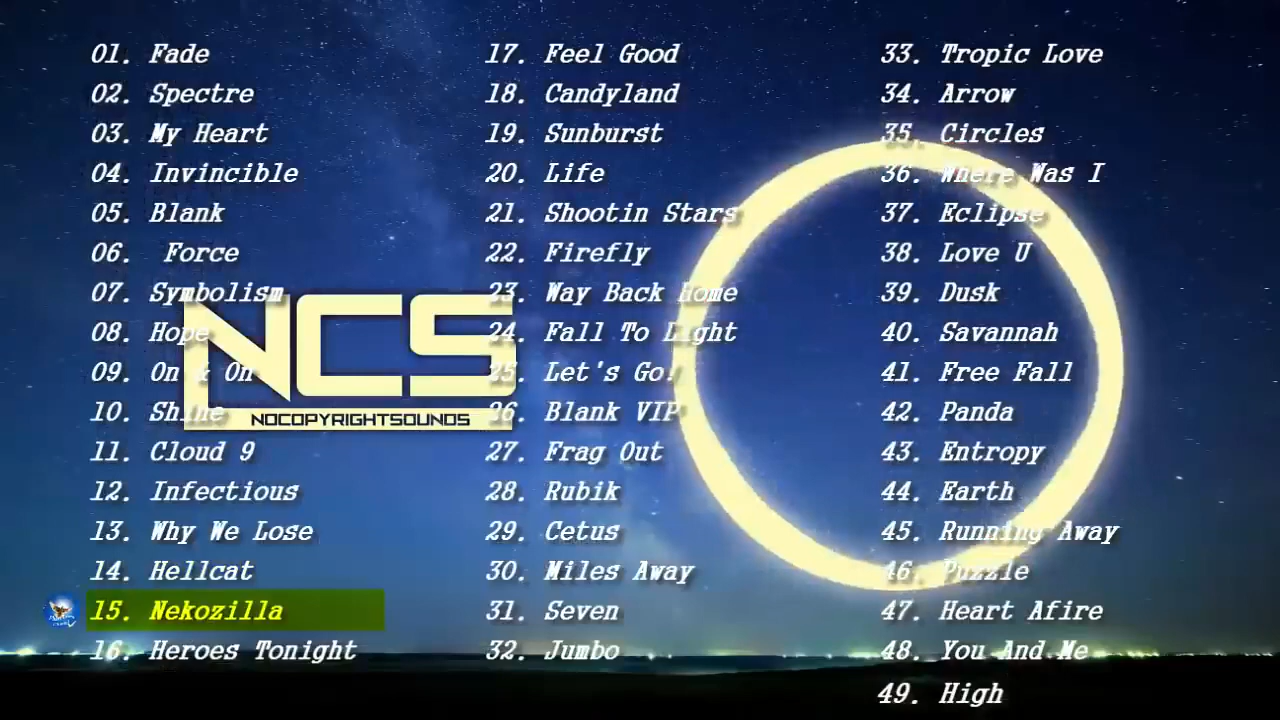 01. Fade
02. Spectre
03. My Heart
04. Invincible
05. Blank
06. Force
07. Symbolism
08. Hope
09. On & On
10. Shine
11. Cloud 9
12. Infectious
13. Why We Lose
14. Hellcat
15. Nekozilla
16. Heroes Tonight
NCS
NOCOPYRIGHTSOUNDS
17. Feel Good
18. Candyland
19. Sunburst
20. Life
21. Shootin Stars
22. Firefly
23. Way Back Home
24. Fall To Light
25. Let's Go!
26. Blank VIP
27. Frag Out
28. Rubik
29. Cetus
30. Miles Away
31. Seven
32. Jumbo
33. Tropic Love
34. Arrow
35. Circles
36. Where Was I
37. Eclipse
38. Love U
39. Dusk
40. Savannah
41. Free Fall
42. Panda
43. Entropy
44. Earth
45. Running Away
46. Puzzle
47. Heart Afire
48. You And Me
49. High